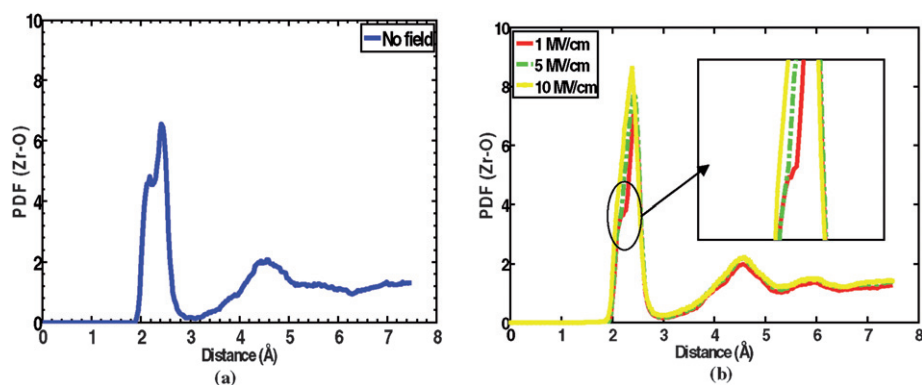 No field
PDF (Zr-O)
10
8
6
4
2
0
0 1 2 3 4 5 6 7 8
Distance (Å)
(a)
1 MV/cm
5 MV/cm
10 MV/cm
PDF (Zr-O)
10
8
6
4
2
0
0 1 2 3 4 5 6 7 8
Distance (Å)
(b)